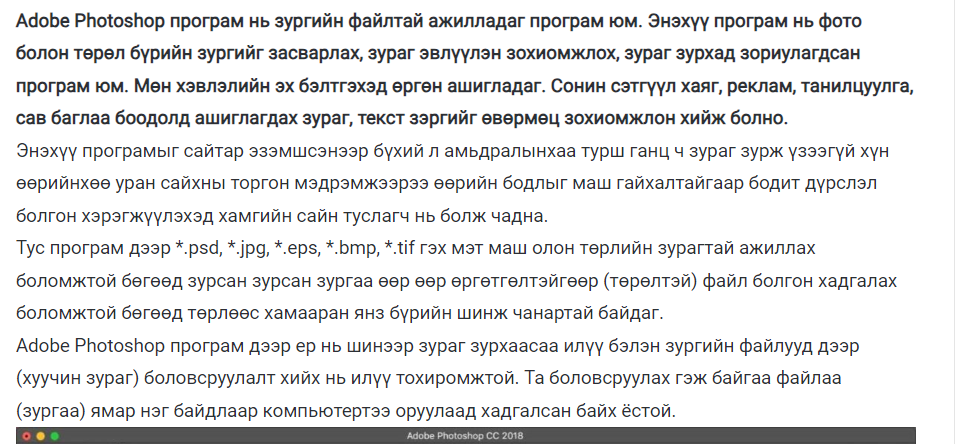 Adobe Photoshop програм нь зургийн файлтай ажилладаг програм юм. Энэхүү програм нь фото
болон төрөл бүрийн зургийг засварлах, зураг эвлүүлэн зохиомжлох, зураг зурхад зориулагдсан
програм юм. Мөн хэвлэлийн эх бэлтгэхэд өргөн ашигладаг. Сонин сэтгүүл хаяг, реклам, танилцуулга,
сав баглаа боодолд ашиглагдах зураг, текст зэргийг өвөрмөц зохиомжлон хийж болно.
Энэхүү програмыг сайтар эзэмшсэнээр бүхий л амьдралынхаа турш ганц ч зураг зурж үзээгүй хүн
өөрийнхөө уран сайхны торгон мэдрэмжээрээ өөрийн бодлыг маш гайхалтайгаар бодит дүрслэл
болгон хэрэгжүүлэхэд хамгийн сайн туслагч нь болж чадна.
Тус програм дээр *.psd, *.jpg, *.eps, *.bmp, *.tif гэх мэт маш олон төрлийн зурагтай ажиллах
боломжтой бөгөөд зурсан зурсан зургаа өөр өөр өргөтгөлтэйгөөр (төрөлтэй) файл болгон хадгалах
боломжтой бөгөөд төрлөөс хамааран янз бүрийн шинж чанартай байдаг.
Adobe Photoshop програм дээр ер нь шинээр зураг зурхаасаа илүү бэлэн зургийн файлууд дээр
(хуучин зураг) боловсруулалт хийх нь илүү тохиромжтой. Та боловсруулах гэж байгаа файлаа
(зургаа) ямар нэг байдлаар компьютертээ оруулаад хадгалсан байх ёстой.
Adobe Photoshop CC 2018